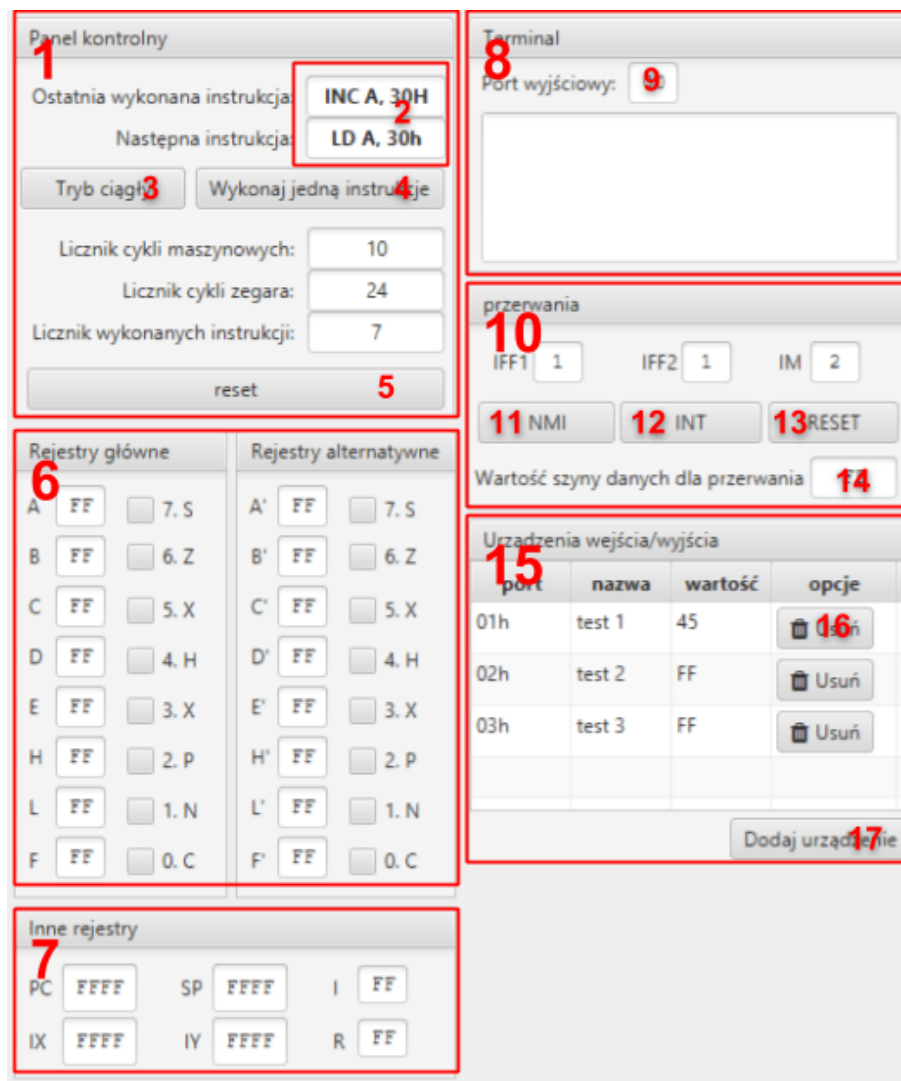 1
Panel kontrolny
Ostatnia wykonana instrukcja: INC A, 30H
2
Następna instrukcja: LD A, 30h
Tryb ciągły 3
Wykonaj jedną instrukcje 4
Licznik cykli maszynowych: 10
Licznik cykli zegara: 24
Licznik wykonanych instrukcji: 7
reset 5
6
Rejestry główne
A FF 7. S
B FF 6. Z
C FF 5. X
D FF 4. H
E FF 3. X
H FF 2. P
L FF 1. N
F FF 0. C
Rejestry alternatywne
A' FF 7. S
B' FF 6. Z
C' FF 5. X
D' FF 4. H
E' FF 3. X
H' FF 2. P
L' FF 1. N
F' FF 0. C
7
Inne rejestry
PC FFFF SP FFFF I FF
IX FFFF IY FFFF R FF
8
Terminal
Port wyjściowy: 9
10
przerwania
IFF1 1 IFF2 1 IM 2
11 NMI 12 INT 13 RESET
Wartość szyny danych dla przerwania 14
15
Urządzenia wejścia/wyjścia
port nazwa wartość opcje
01h test 1 45 Usuń 16
02h test 2 FF Usuń
03h test 3 FF Usuń
Dodaj urządzenie 17